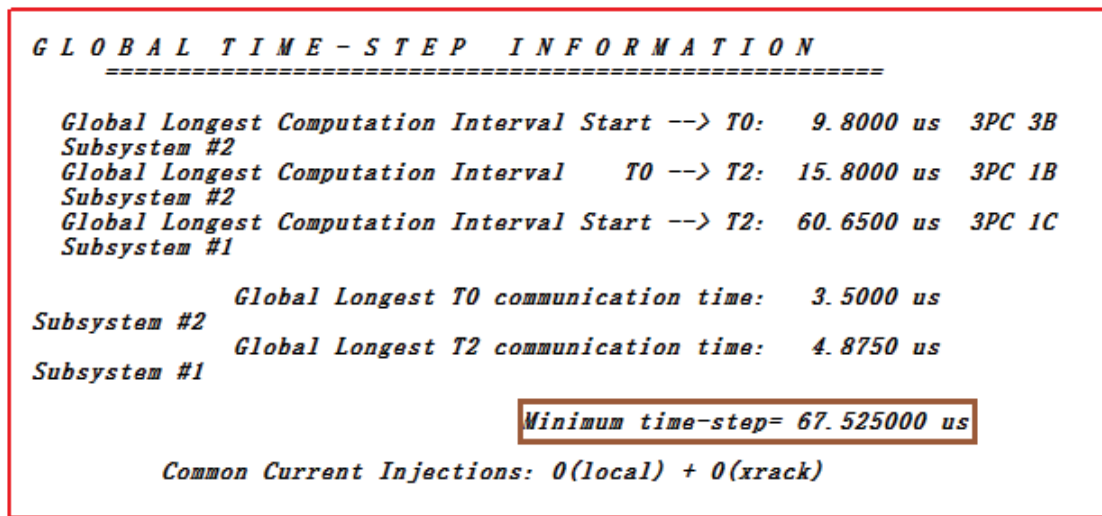 G L O B A L  T I M E - S T E P  I N F O R M A T I O N
======================================================
Global Longest Computation Interval Start --> T0: 9.8000 us 3PC 3B
Subsystem #2
Global Longest Computation Interval T0 --> T2: 15.8000 us 3PC 1B
Subsystem #2
Global Longest Computation Interval Start --> T2: 60.6500 us 3PC 1C
Subsystem #1
Global Longest T0 communication time: 3.5000 us
Subsystem #2
Global Longest T2 communication time: 4.8750 us
Subsystem #1
Minimum time-step= 67.525000 us
Common Current Injections: 0(local) + 0(xrack)